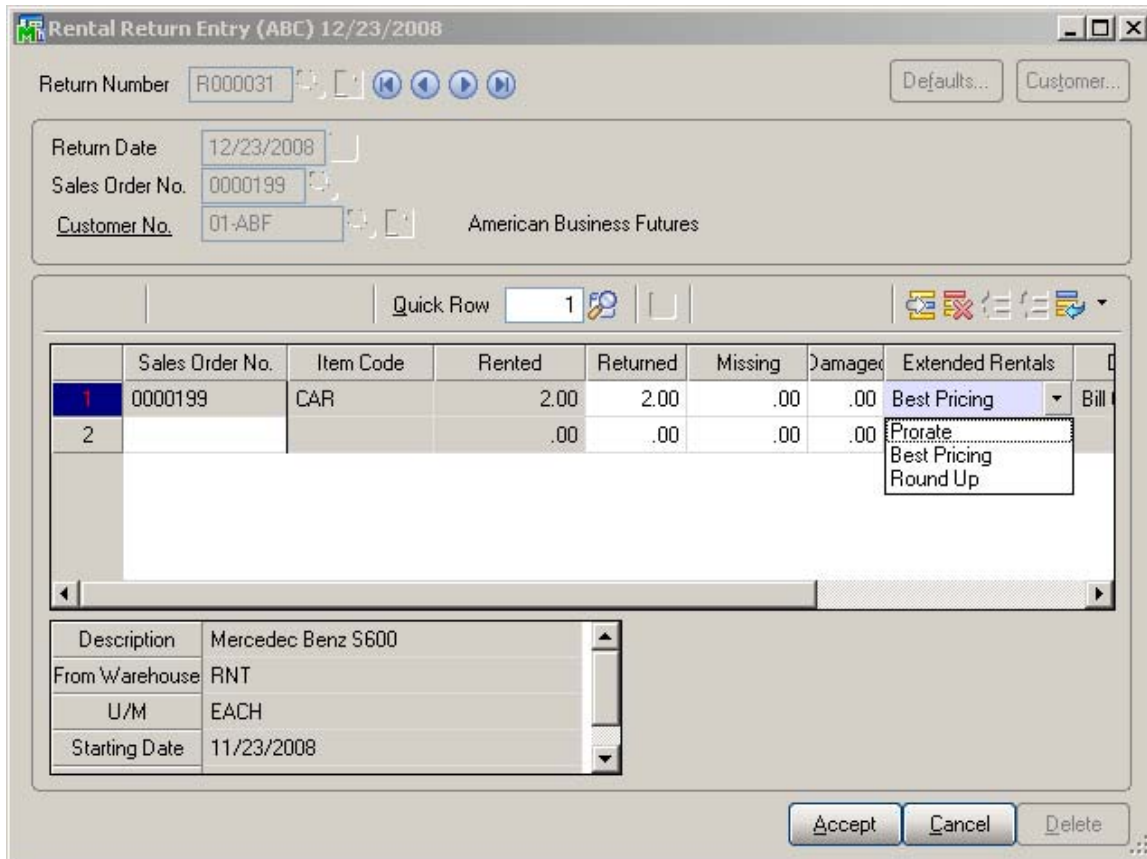 Rental Return Entry (ABC) 12/23/2008
Return Number R000031 Defaults... Customer...
Return Date 12/23/2008
Sales Order No. 0000199
Customer No. 01-ABF American Business Futures
Quick Row 1
Sales Order No. Item Code Rented Returned Missing Damaged Extended Rentals
1 0000199 CAR 2.00 2.00 .00 .00 Best Pricing Bill
2 .00 .00 .00 .00 Prorate
Best Pricing
Round Up
Description Mercedec Benz S600
From Warehouse RNT
U/M EACH
Starting Date 11/23/2008
Accept Cancel Delete